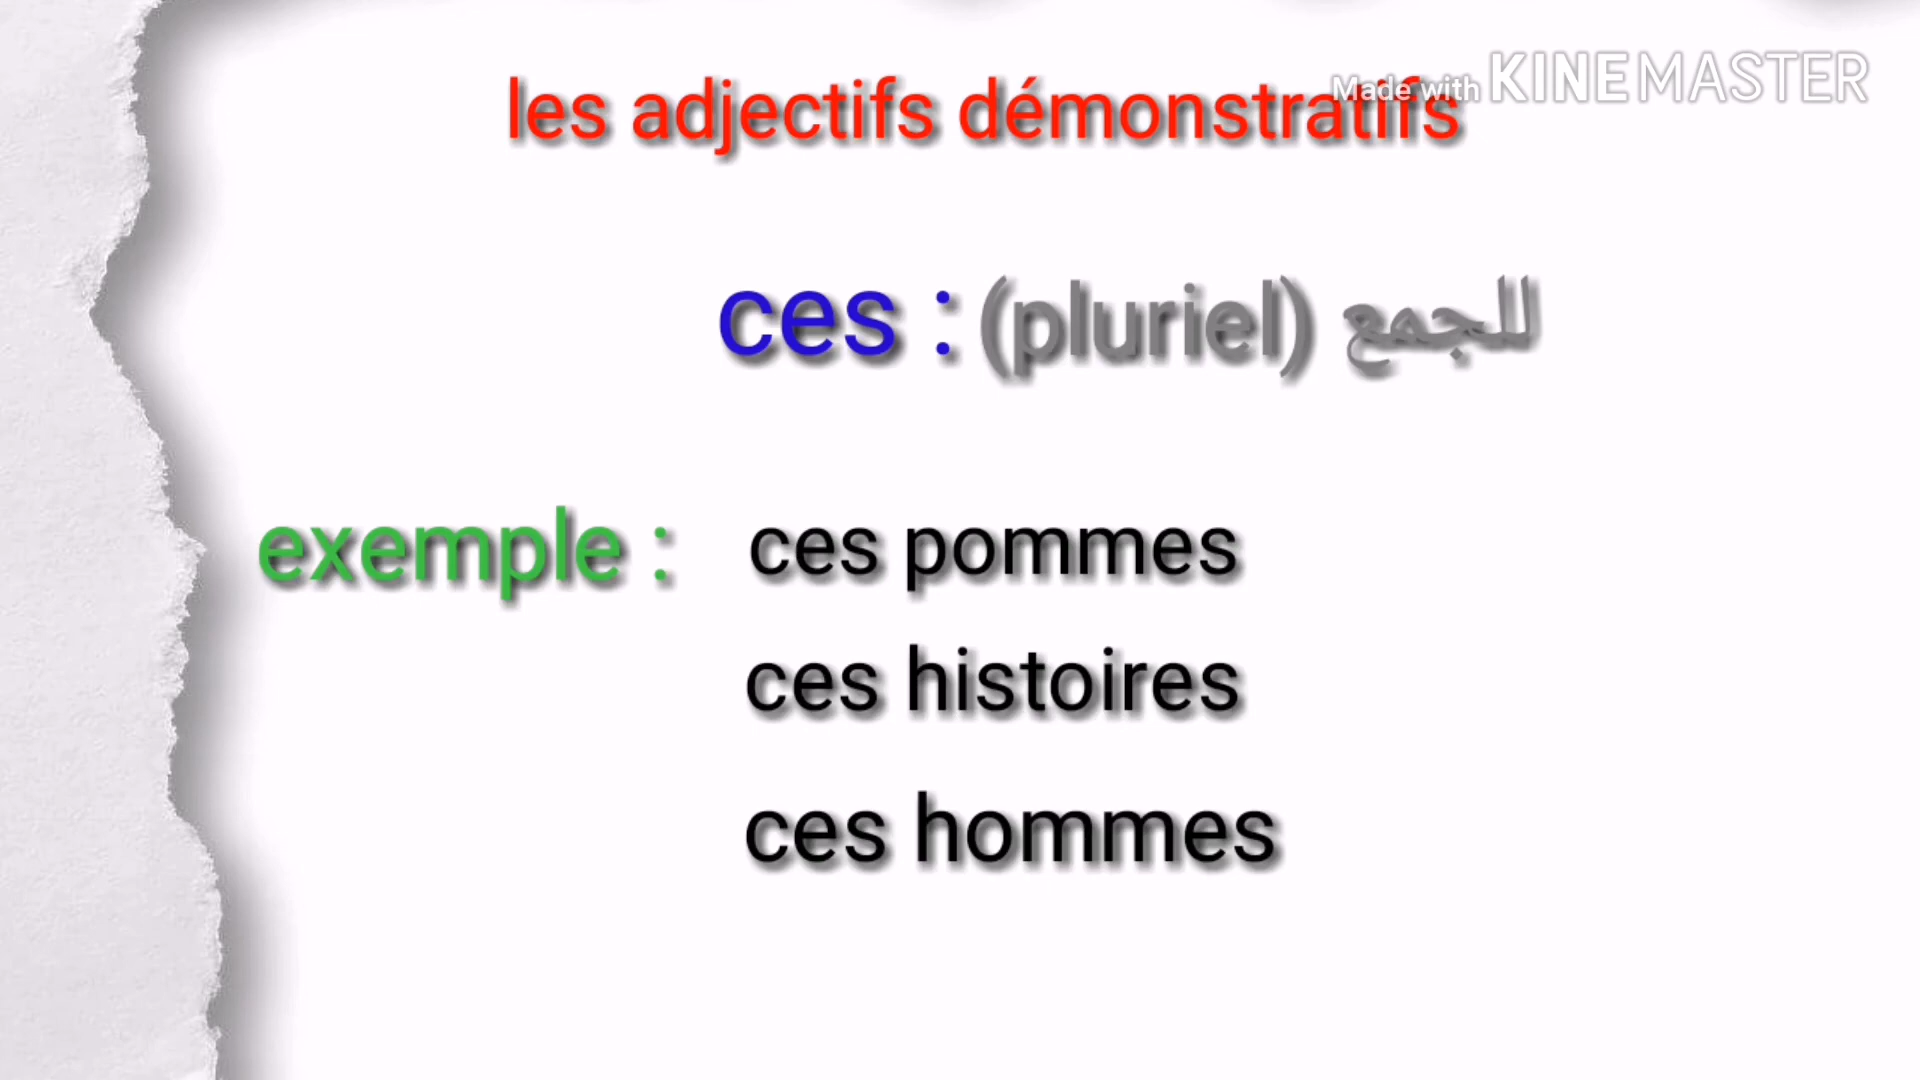 Made with KINEMASTER
les adjectifs démonstratifs
ces : (pluriel) للجمع
exemple : ces pommes
ces histoires
ces hommes